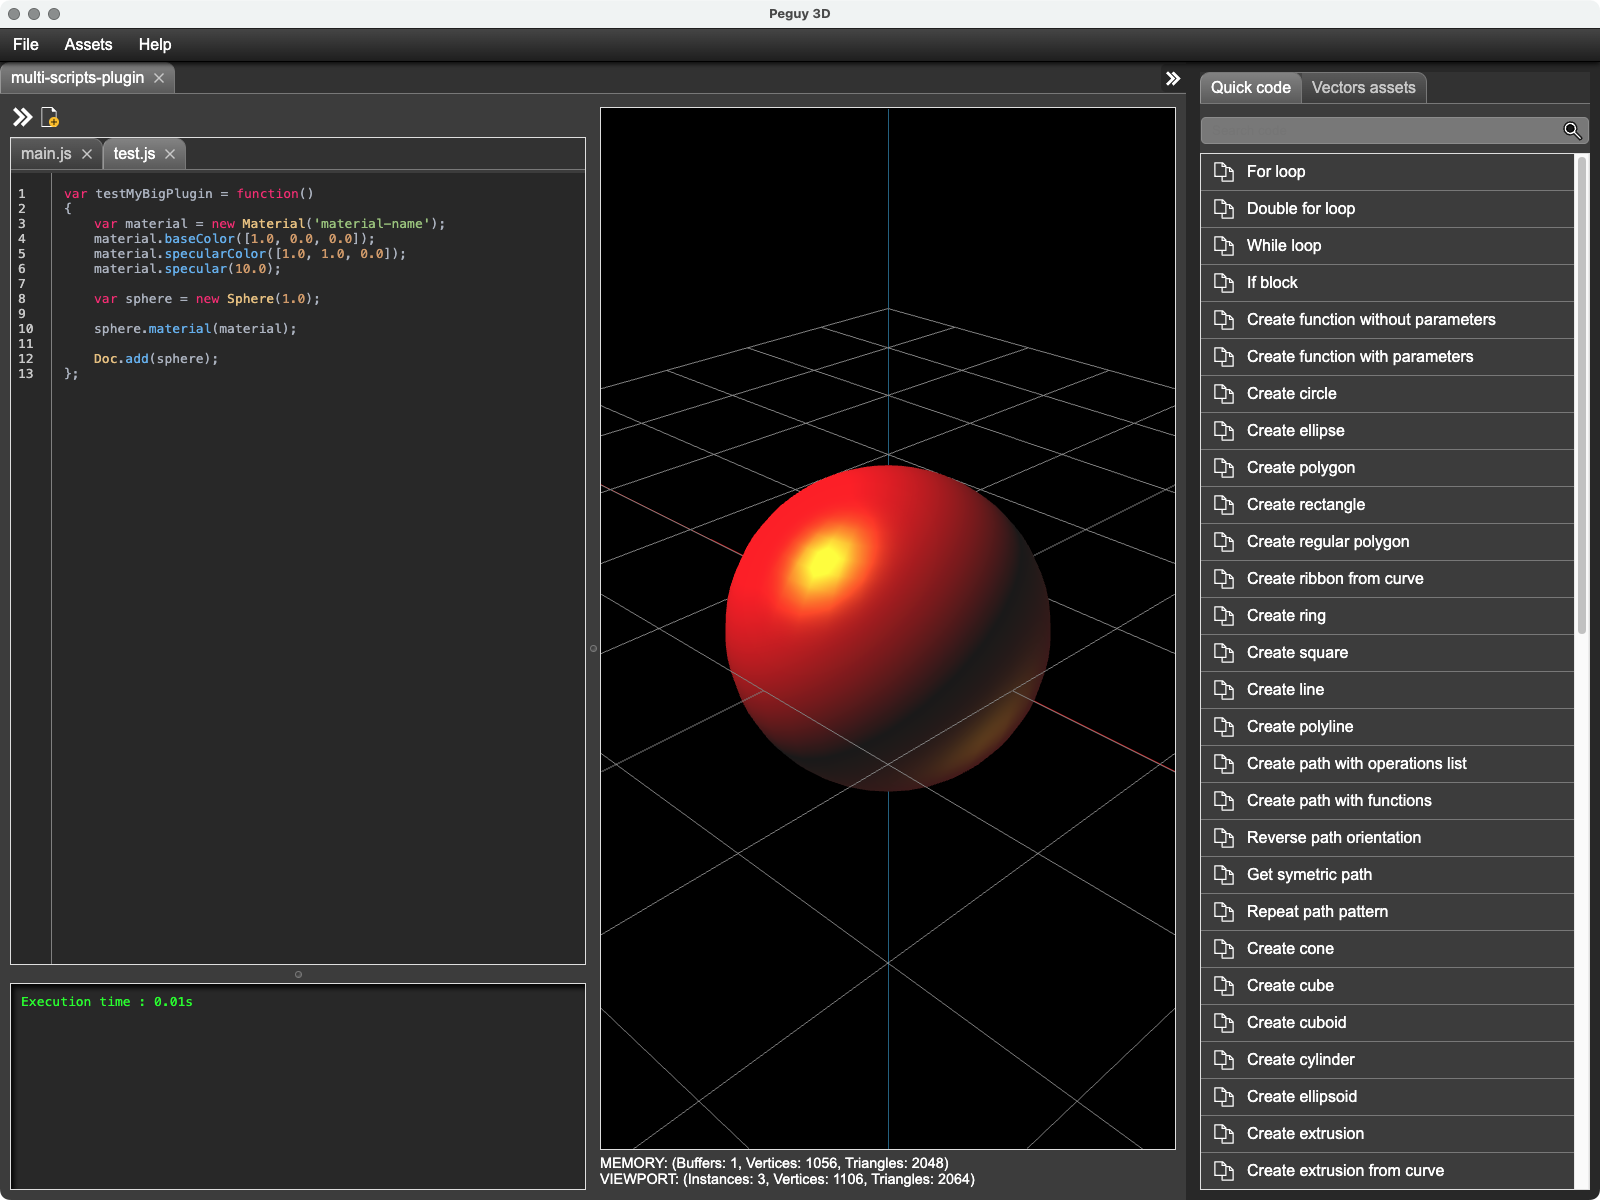 Peguy 3D
File Assets Help
multi-scripts-plugin
main.js test.js
1 var testMyBigPlugin = function()
2 {
3 var material = new Material('material-name');
4 material.baseColor([1.0, 0.0, 0.0]);
5 material.specularColor([1.0, 1.0, 0.0]);
6 material.specular(10.0);
7
8 var sphere = new Sphere(1.0);
9
10 sphere.material(material);
11
12 Doc.add(sphere);
13 };
Execution time : 0.01s
MEMORY: (Buffers: 1, Vertices: 1056, Triangles: 2048)
VIEWPORT: (Instances: 3, Vertices: 1106, Triangles: 2064)
Quick code Vectors assets
For loop
Double for loop
While loop
If block
Create function without parameters
Create function with parameters
Create circle
Create ellipse
Create polygon
Create rectangle
Create regular polygon
Create ribbon from curve
Create ring
Create square
Create line
Create polyline
Create path with operations list
Create path with functions
Reverse path orientation
Get symetric path
Repeat path pattern
Create cone
Create cube
Create cuboid
Create cylinder
Create ellipsoid
Create extrusion
Create extrusion from curve